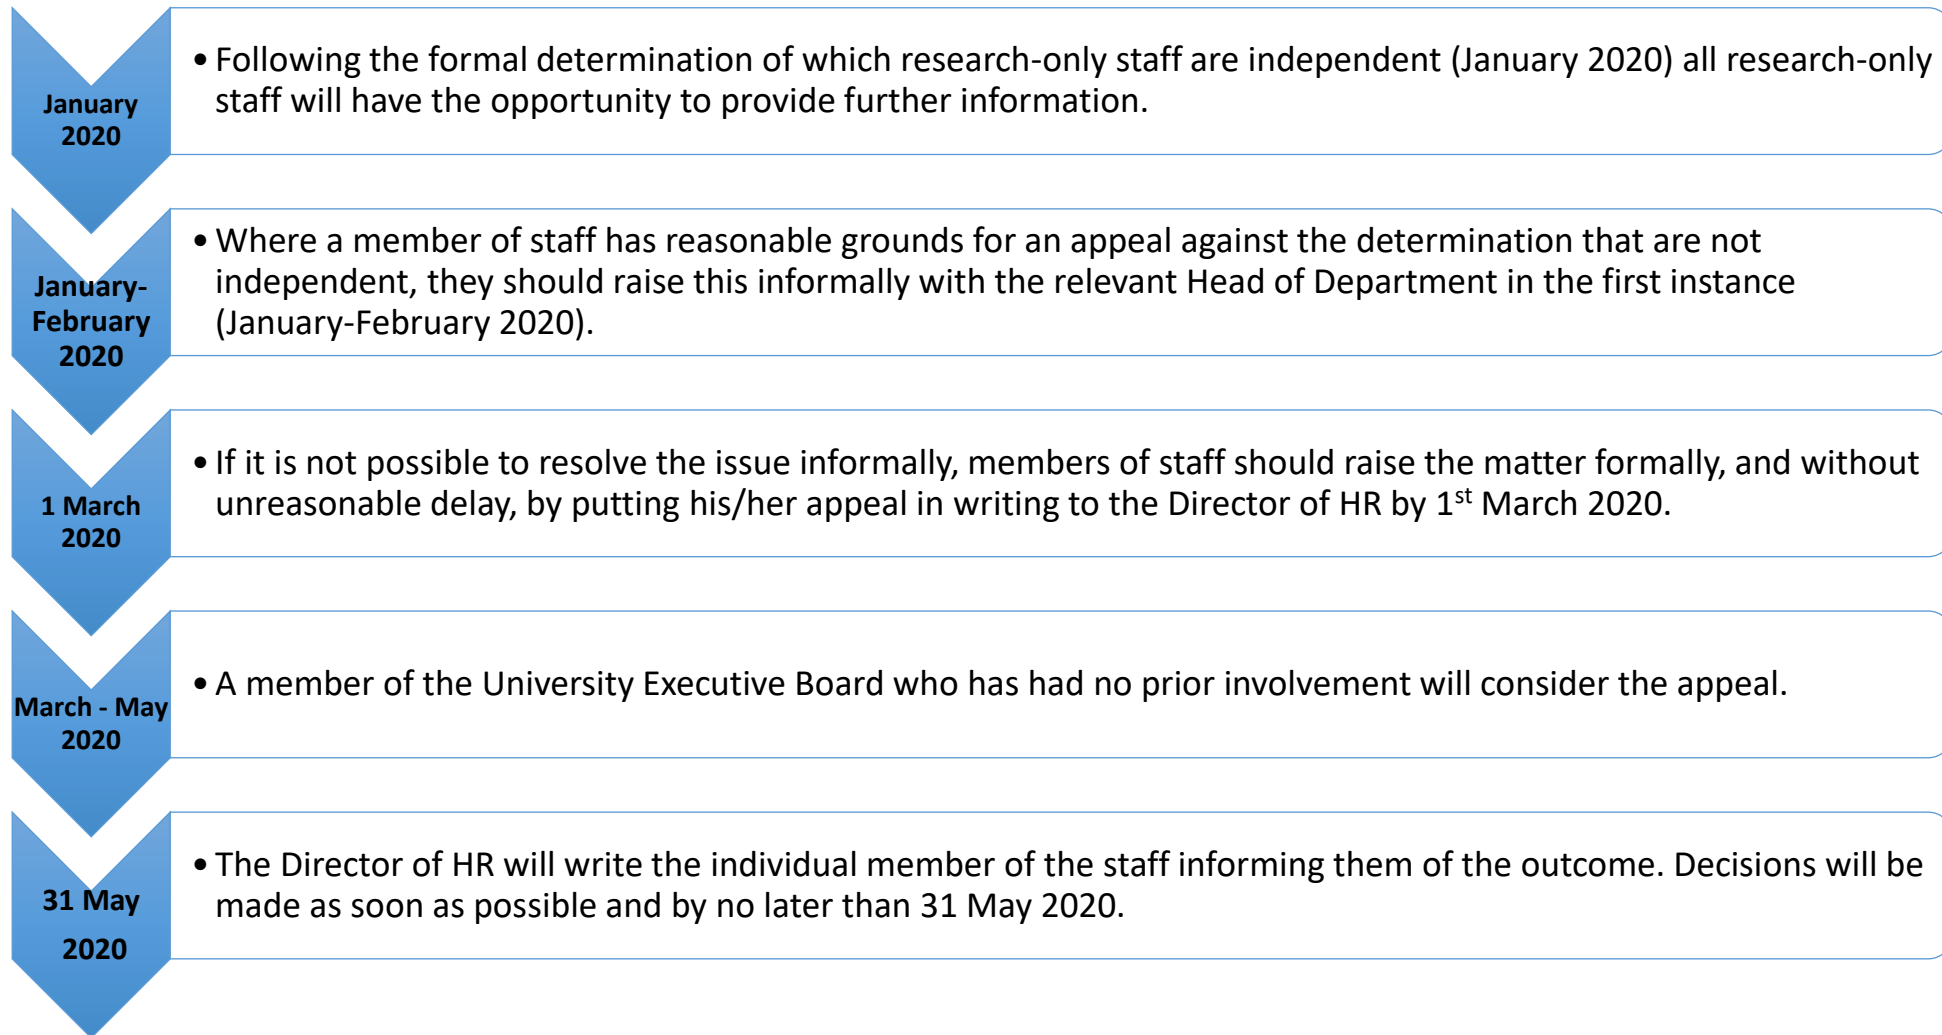 January
2020
• Following the formal determination of which research-only staff are independent (January 2020) all research-only
staff will have the opportunity to provide further information.
January-
February
2020
• Where a member of staff has reasonable grounds for an appeal against the determination that are not
independent, they should raise this informally with the relevant Head of Department in the first instance
(January-February 2020).
1 March
2020
• If it is not possible to resolve the issue informally, members of staff should raise the matter formally, and without
unreasonable delay, by putting his/her appeal in writing to the Director of HR by 1st March 2020.
March - May
2020
• A member of the University Executive Board who has had no prior involvement will consider the appeal.
31 May
2020
• The Director of HR will write the individual member of the staff informing them of the outcome. Decisions will be
made as soon as possible and by no later than 31 May 2020.